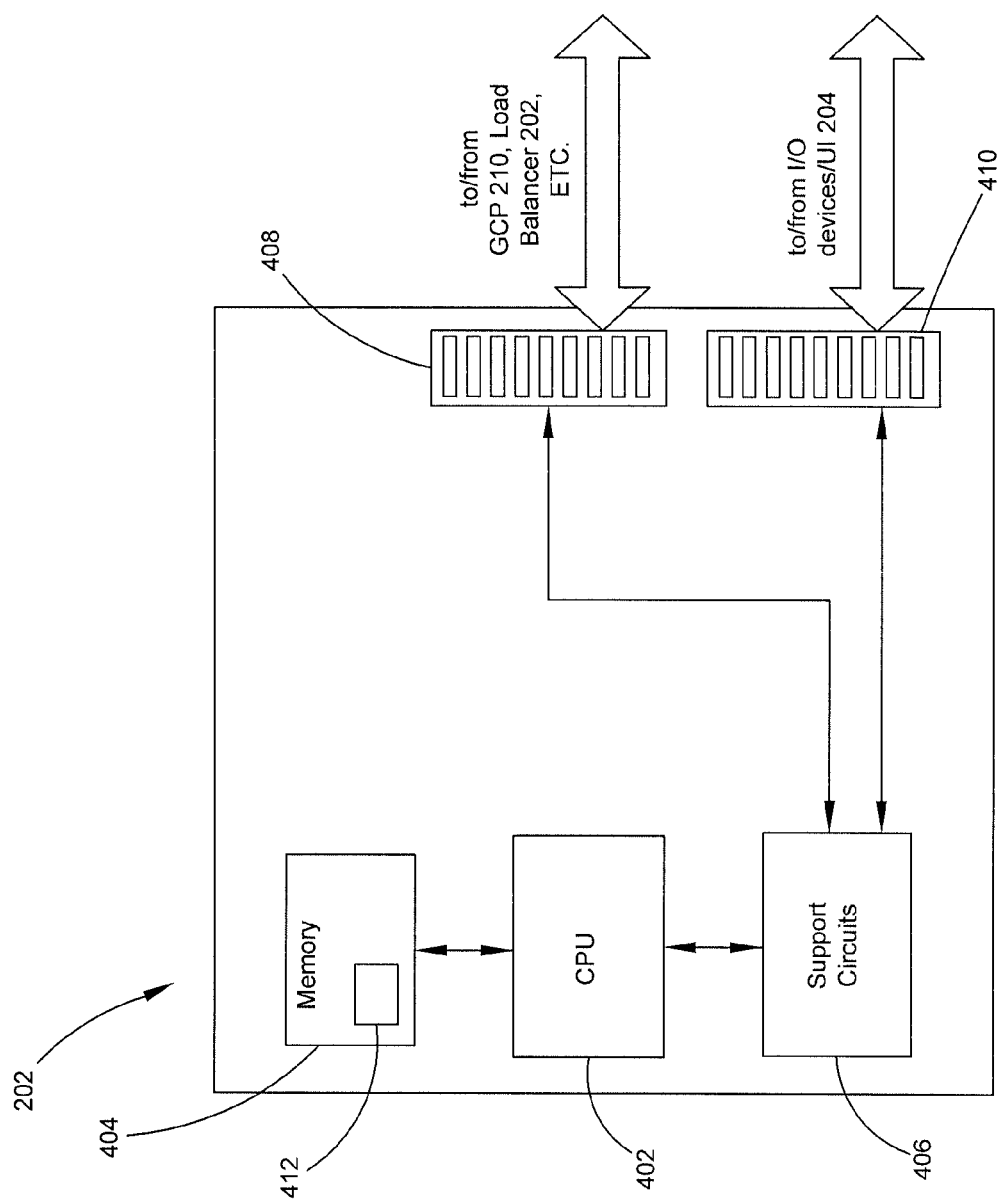 202
404
Memory
412
CPU
402
Support
Circuits
406
408
to/from
GCP 210, Load
Balancer 202,
ETC.
to/from I/O
devices/UI 204
410